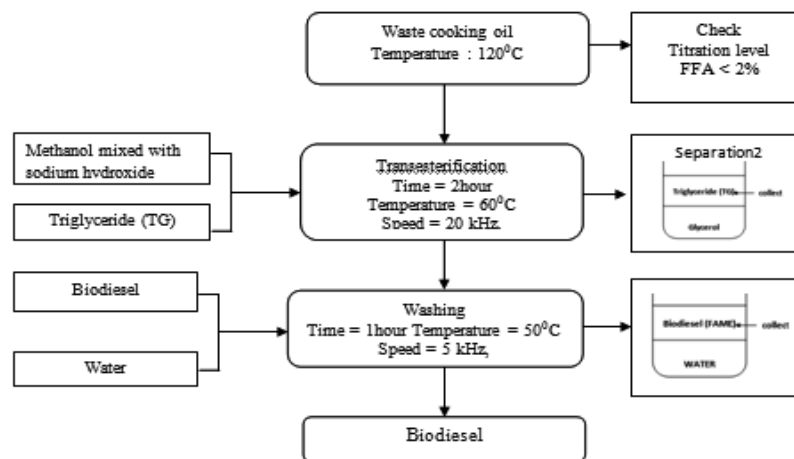 Waste cooking oil
Temperature : 120⁰C
Check
Titration level
FFA < 2%
Methanol mixed with
sodium hydroxide
Triglyceride (TG)
Transesterification
Time = 2hour
Temperature = 60⁰C
Speed = 20 kHz.
Separation2
Triglyceride (TG)
collect
Glycerol
Biodiesel
Water
Washing
Time = 1hour Temperature = 50⁰C
Speed = 5 kHz,
Biodiesel (FAME)
collect
WATER
Biodiesel